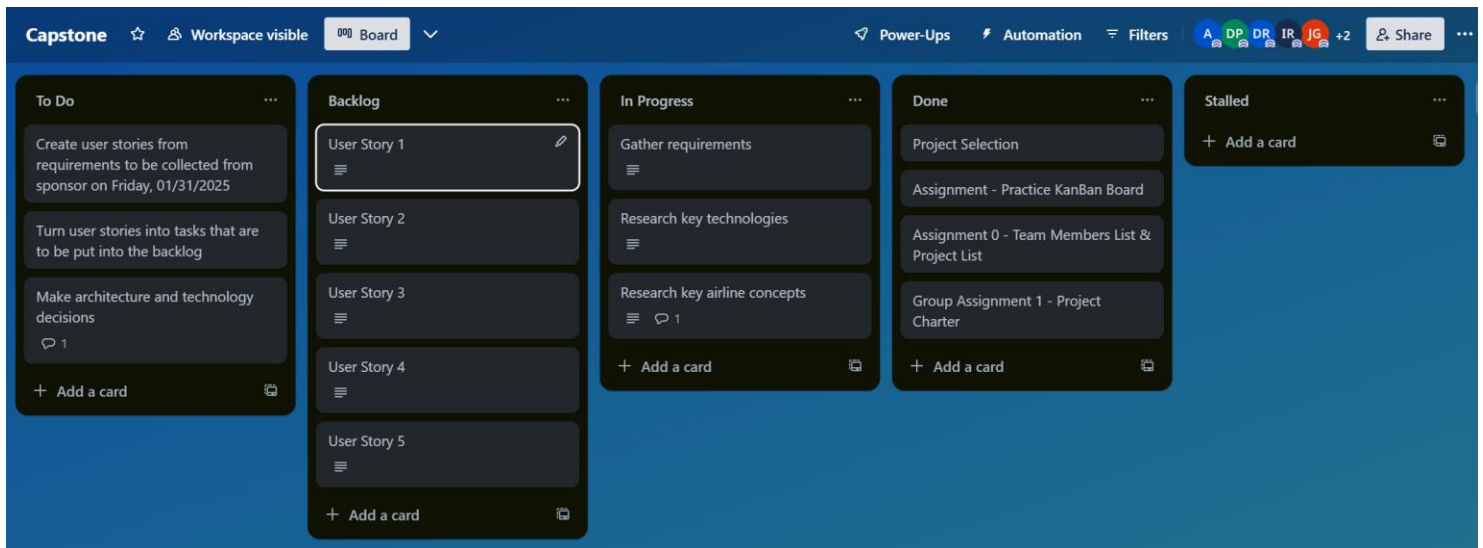 Capstone
Workspace visible
Board
Power-Ups
Automation
Filters
A
DP
DR
IR
JG
+2
Share
To Do
Create user stories from
requirements to be collected from
sponsor on Friday, 01/31/2025
Turn user stories into tasks that are
to be put into the backlog
Make architecture and technology
decisions
1
+ Add a card
Backlog
User Story 1
User Story 2
User Story 3
User Story 4
User Story 5
+ Add a card
In Progress
Gather requirements
Research key technologies
Research key airline concepts
1
+ Add a card
Done
Project Selection
Assignment - Practice KanBan Board
Assignment 0 - Team Members List &
Project List
Group Assignment 1 - Project
Charter
+ Add a card
Stalled
+ Add a card